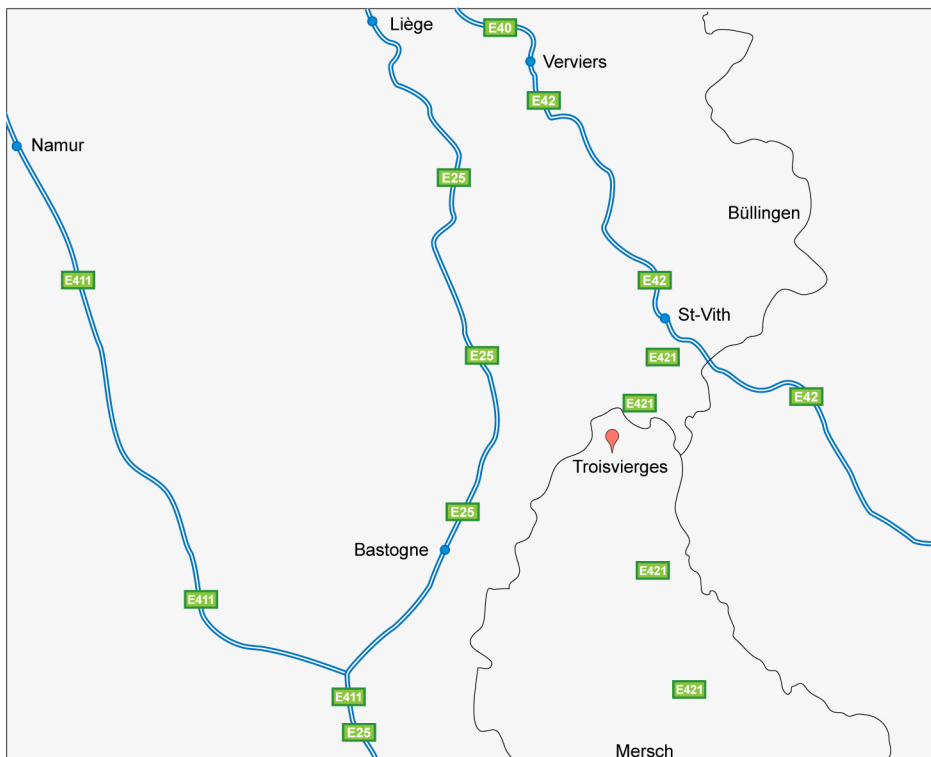 Liège
E40
Verviers
E42
Namur
E25
Büllingen
E411
E42
St-Vith
E25
E421
E42
E421
Troisvierges
E25
Bastogne
E421
E411
E421
E411
E25
Mersch